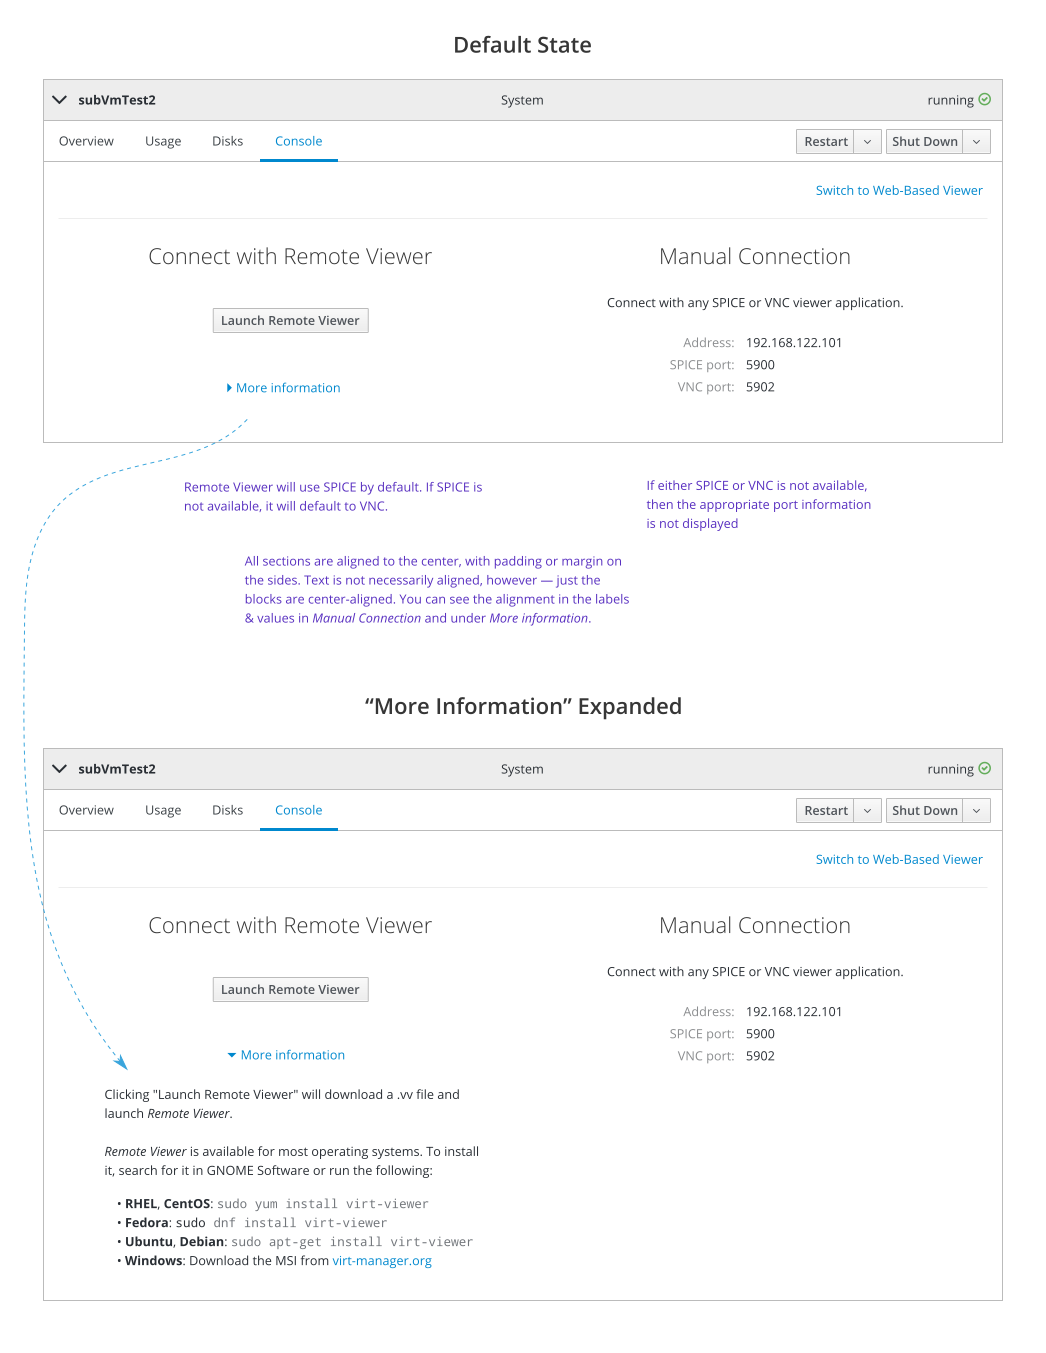 Default State
subVmTest2 System running
Overview Usage Disks Console Restart Shut Down
Switch to Web-Based Viewer
Connect with Remote Viewer
Launch Remote Viewer
More information
Manual Connection
Connect with any SPICE or VNC viewer application.
Address: 192.168.122.101
SPICE port: 5900
VNC port: 5902
Remote Viewer will use SPICE by default. If SPICE is
not available, it will default to VNC.
If either SPICE or VNC is not available,
then the appropriate port information
is not displayed
All sections are aligned to the center, with padding or margin on
the sides. Text is not necessarily aligned, however — just the
blocks are center-aligned. You can see the alignment in the labels
& values in Manual Connection and under More information.
“More Information” Expanded
subVmTest2 System running
Overview Usage Disks Console Restart Shut Down
Switch to Web-Based Viewer
Connect with Remote Viewer
Launch Remote Viewer
More information
Clicking "Launch Remote Viewer" will download a .vv file and
launch Remote Viewer.
Remote Viewer is available for most operating systems. To install
it, search for it in GNOME Software or run the following:
• RHEL, CentOS: sudo yum install virt-viewer
• Fedora: sudo dnf install virt-viewer
• Ubuntu, Debian: sudo apt-get install virt-viewer
• Windows: Download the MSI from virt-manager.org
Manual Connection
Connect with any SPICE or VNC viewer application.
Address: 192.168.122.101
SPICE port: 5900
VNC port: 5902